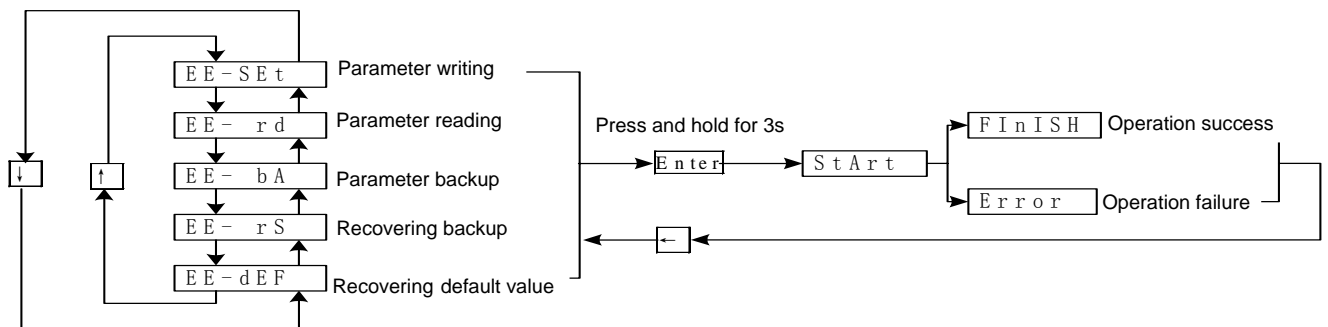 EE-SEt Parameter writing
EE- rd Parameter reading
EE- bA Parameter backup
EE- rS Recovering backup
EE-dEF Recovering default value
↓
↑
Press and hold for 3s
Enter
StArt
FInISH Operation success
Error Operation failure
←